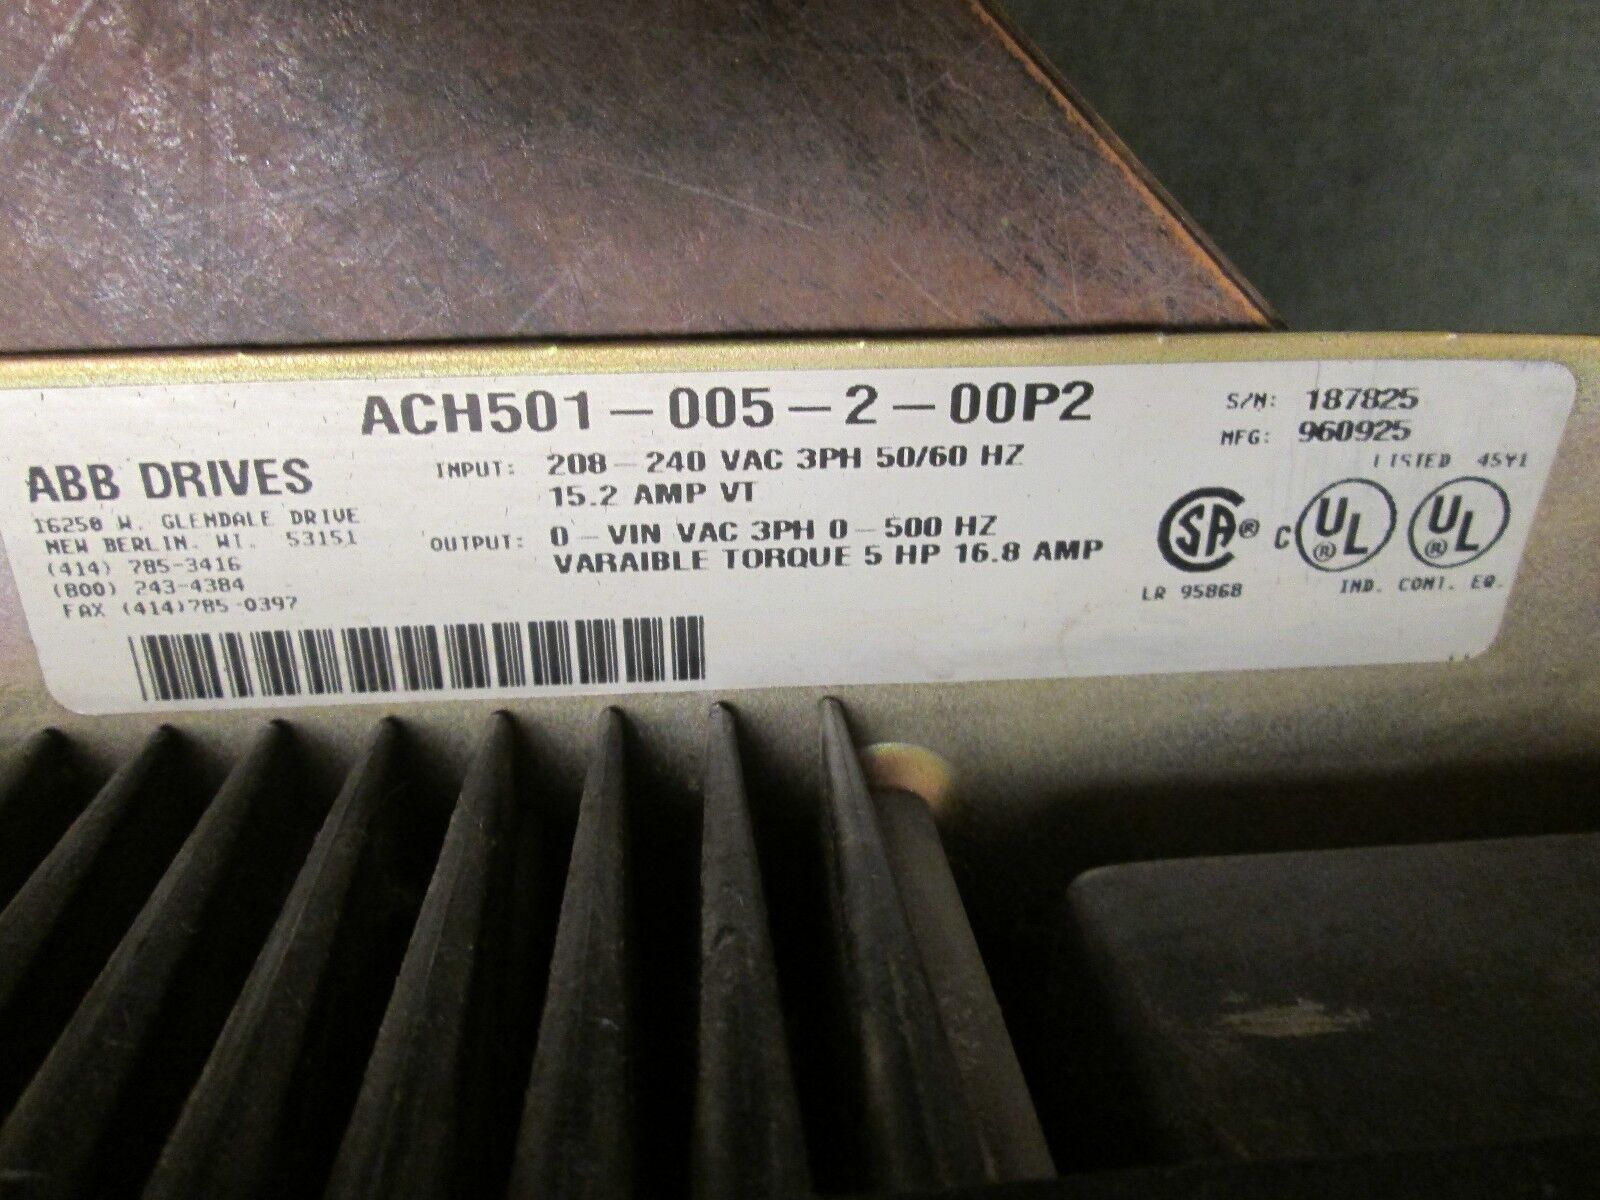 ACH501-005-2-00P2
S/N: 187825
MFG: 960925
ABB DRIVES
16250 W. GLENDALE DRIVE
NEW BERLIN. WI. 53151
(414) 785-3416
(800) 243-4384
FAX (414)785-0397
INPUT: 208-240 VAC 3PH 50/60 HZ
15.2 AMP VT
OUTPUT: 0-VIN VAC 3PH 0-500 HZ
VARAIBLE TORQUE 5 HP 16.8 AMP
LISTED 45Y1
SA®
C UL ®
UL ®
LR 95868
IND. CONT. EQ.